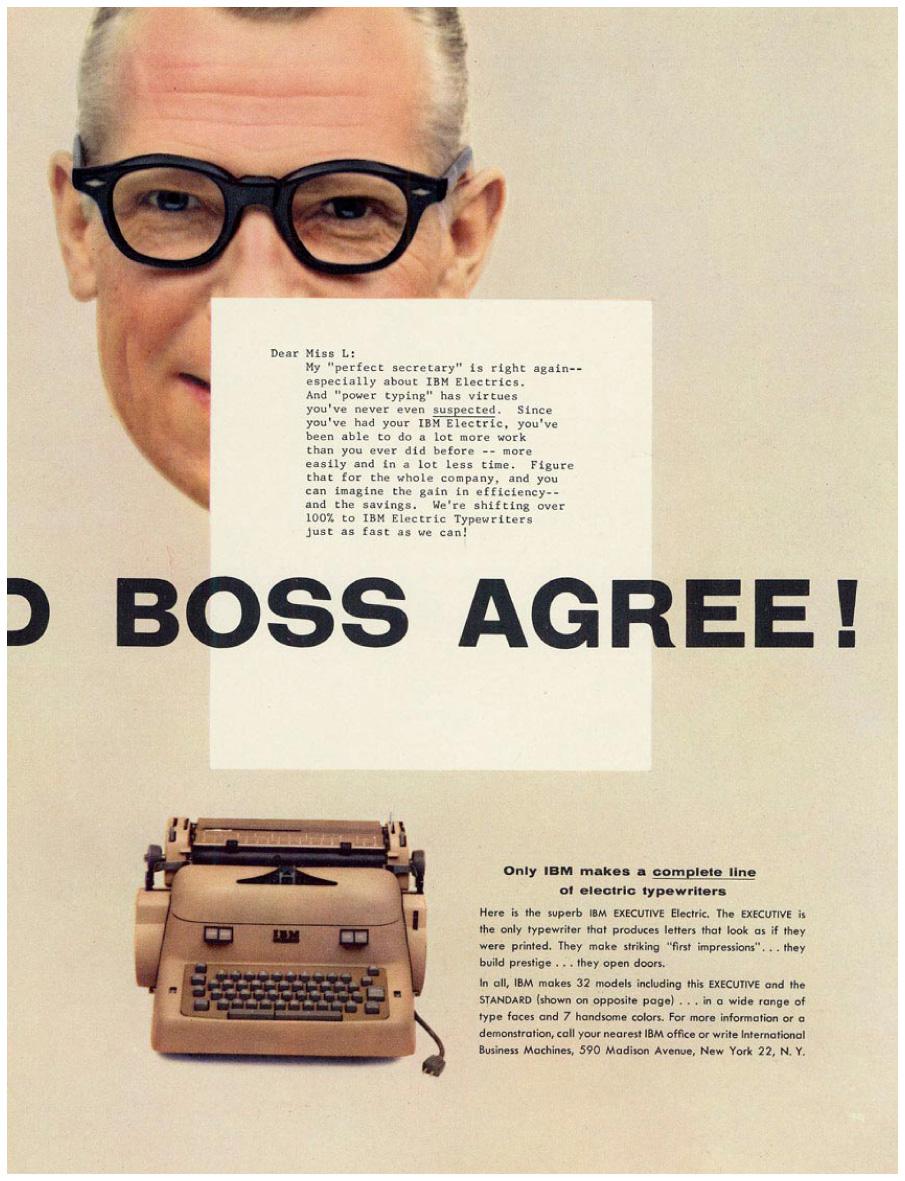 Dear Miss L:
My "perfect secretary" is right again--
especially about IBM Electrics.
And "power typing" has virtues
you've never even suspected. Since
you've had your IBM Electric, you've
been able to do a lot more work
than you ever did before -- more
easily and in a lot less time. Figure
that for the whole company, and you
can imagine the gain in efficiency--
and the savings. We're shifting over
100% to IBM Electric Typewriters
just as fast as we can!
D BOSS AGREE!
IBM
Only IBM makes a complete line
of electric typewriters
Here is the superb IBM EXECUTIVE Electric. The EXECUTIVE is
the only typewriter that produces letters that look as if they
were printed. They make striking "first impressions" . . . they
build prestige . . . they open doors.
In all, IBM makes 32 models including this EXECUTIVE and the
STANDARD (shown on opposite page) . . . in a wide range of
type faces and 7 handsome colors. For more information or a
demonstration, call your nearest IBM office or write International
Business Machines, 590 Madison Avenue, New York 22, N. Y.